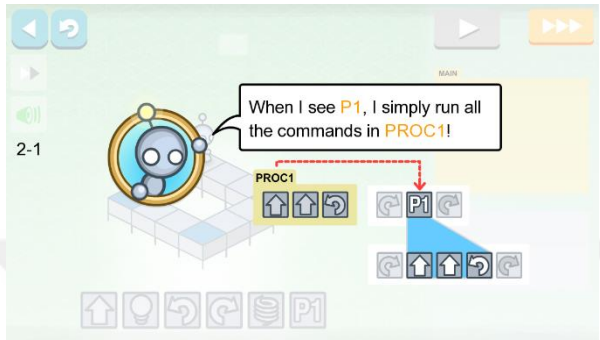 MAIN
When I see P1, I simply run all
the commands in PROC1!
2-1
PROC1
P1
P1